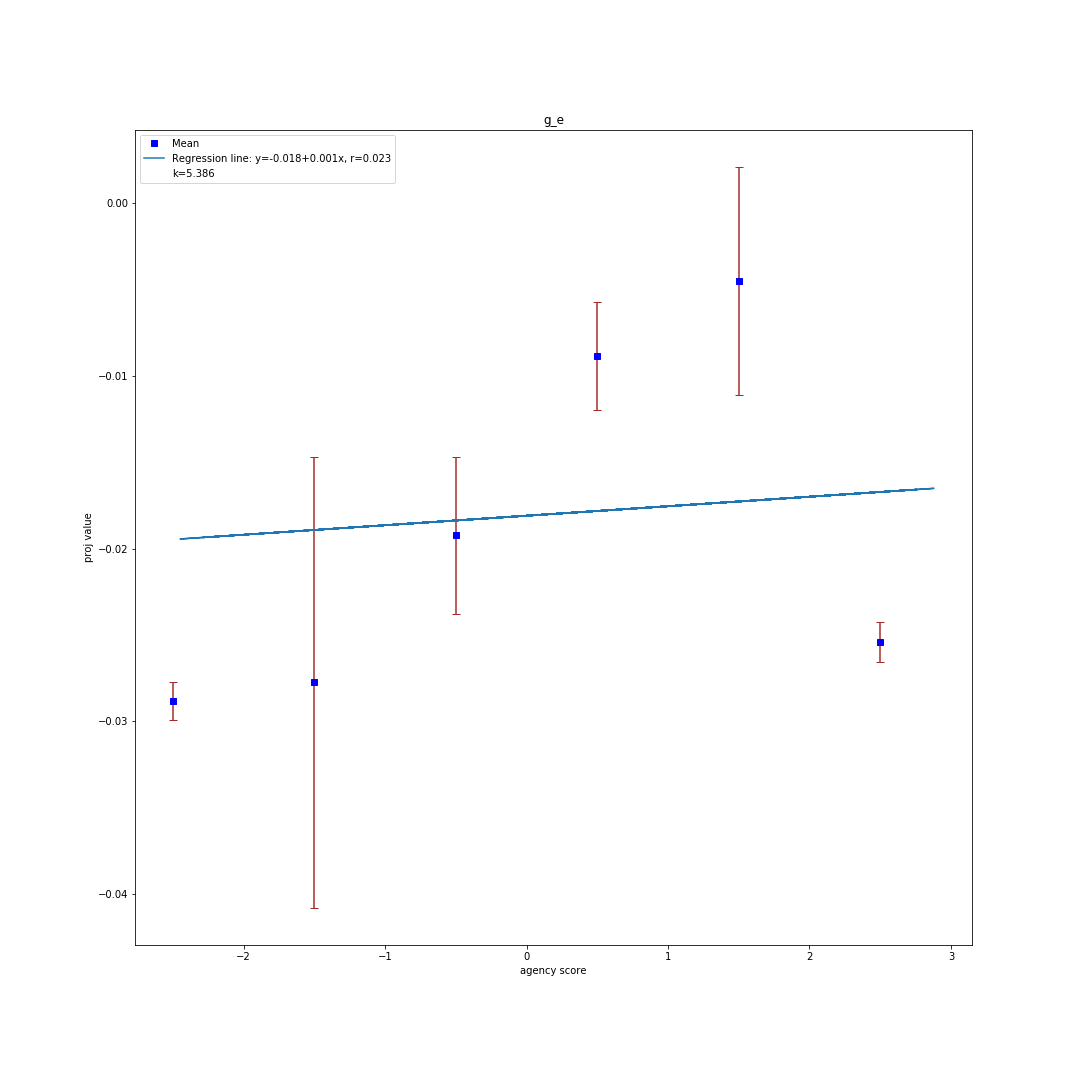 g_e
Mean
Regression line: y=-0.018+0.001x, r=0.023
k=5.386
0.00
−0.01
−0.02
−0.03
−0.04
proj value
−2
−1
0
1
2
3
agency score